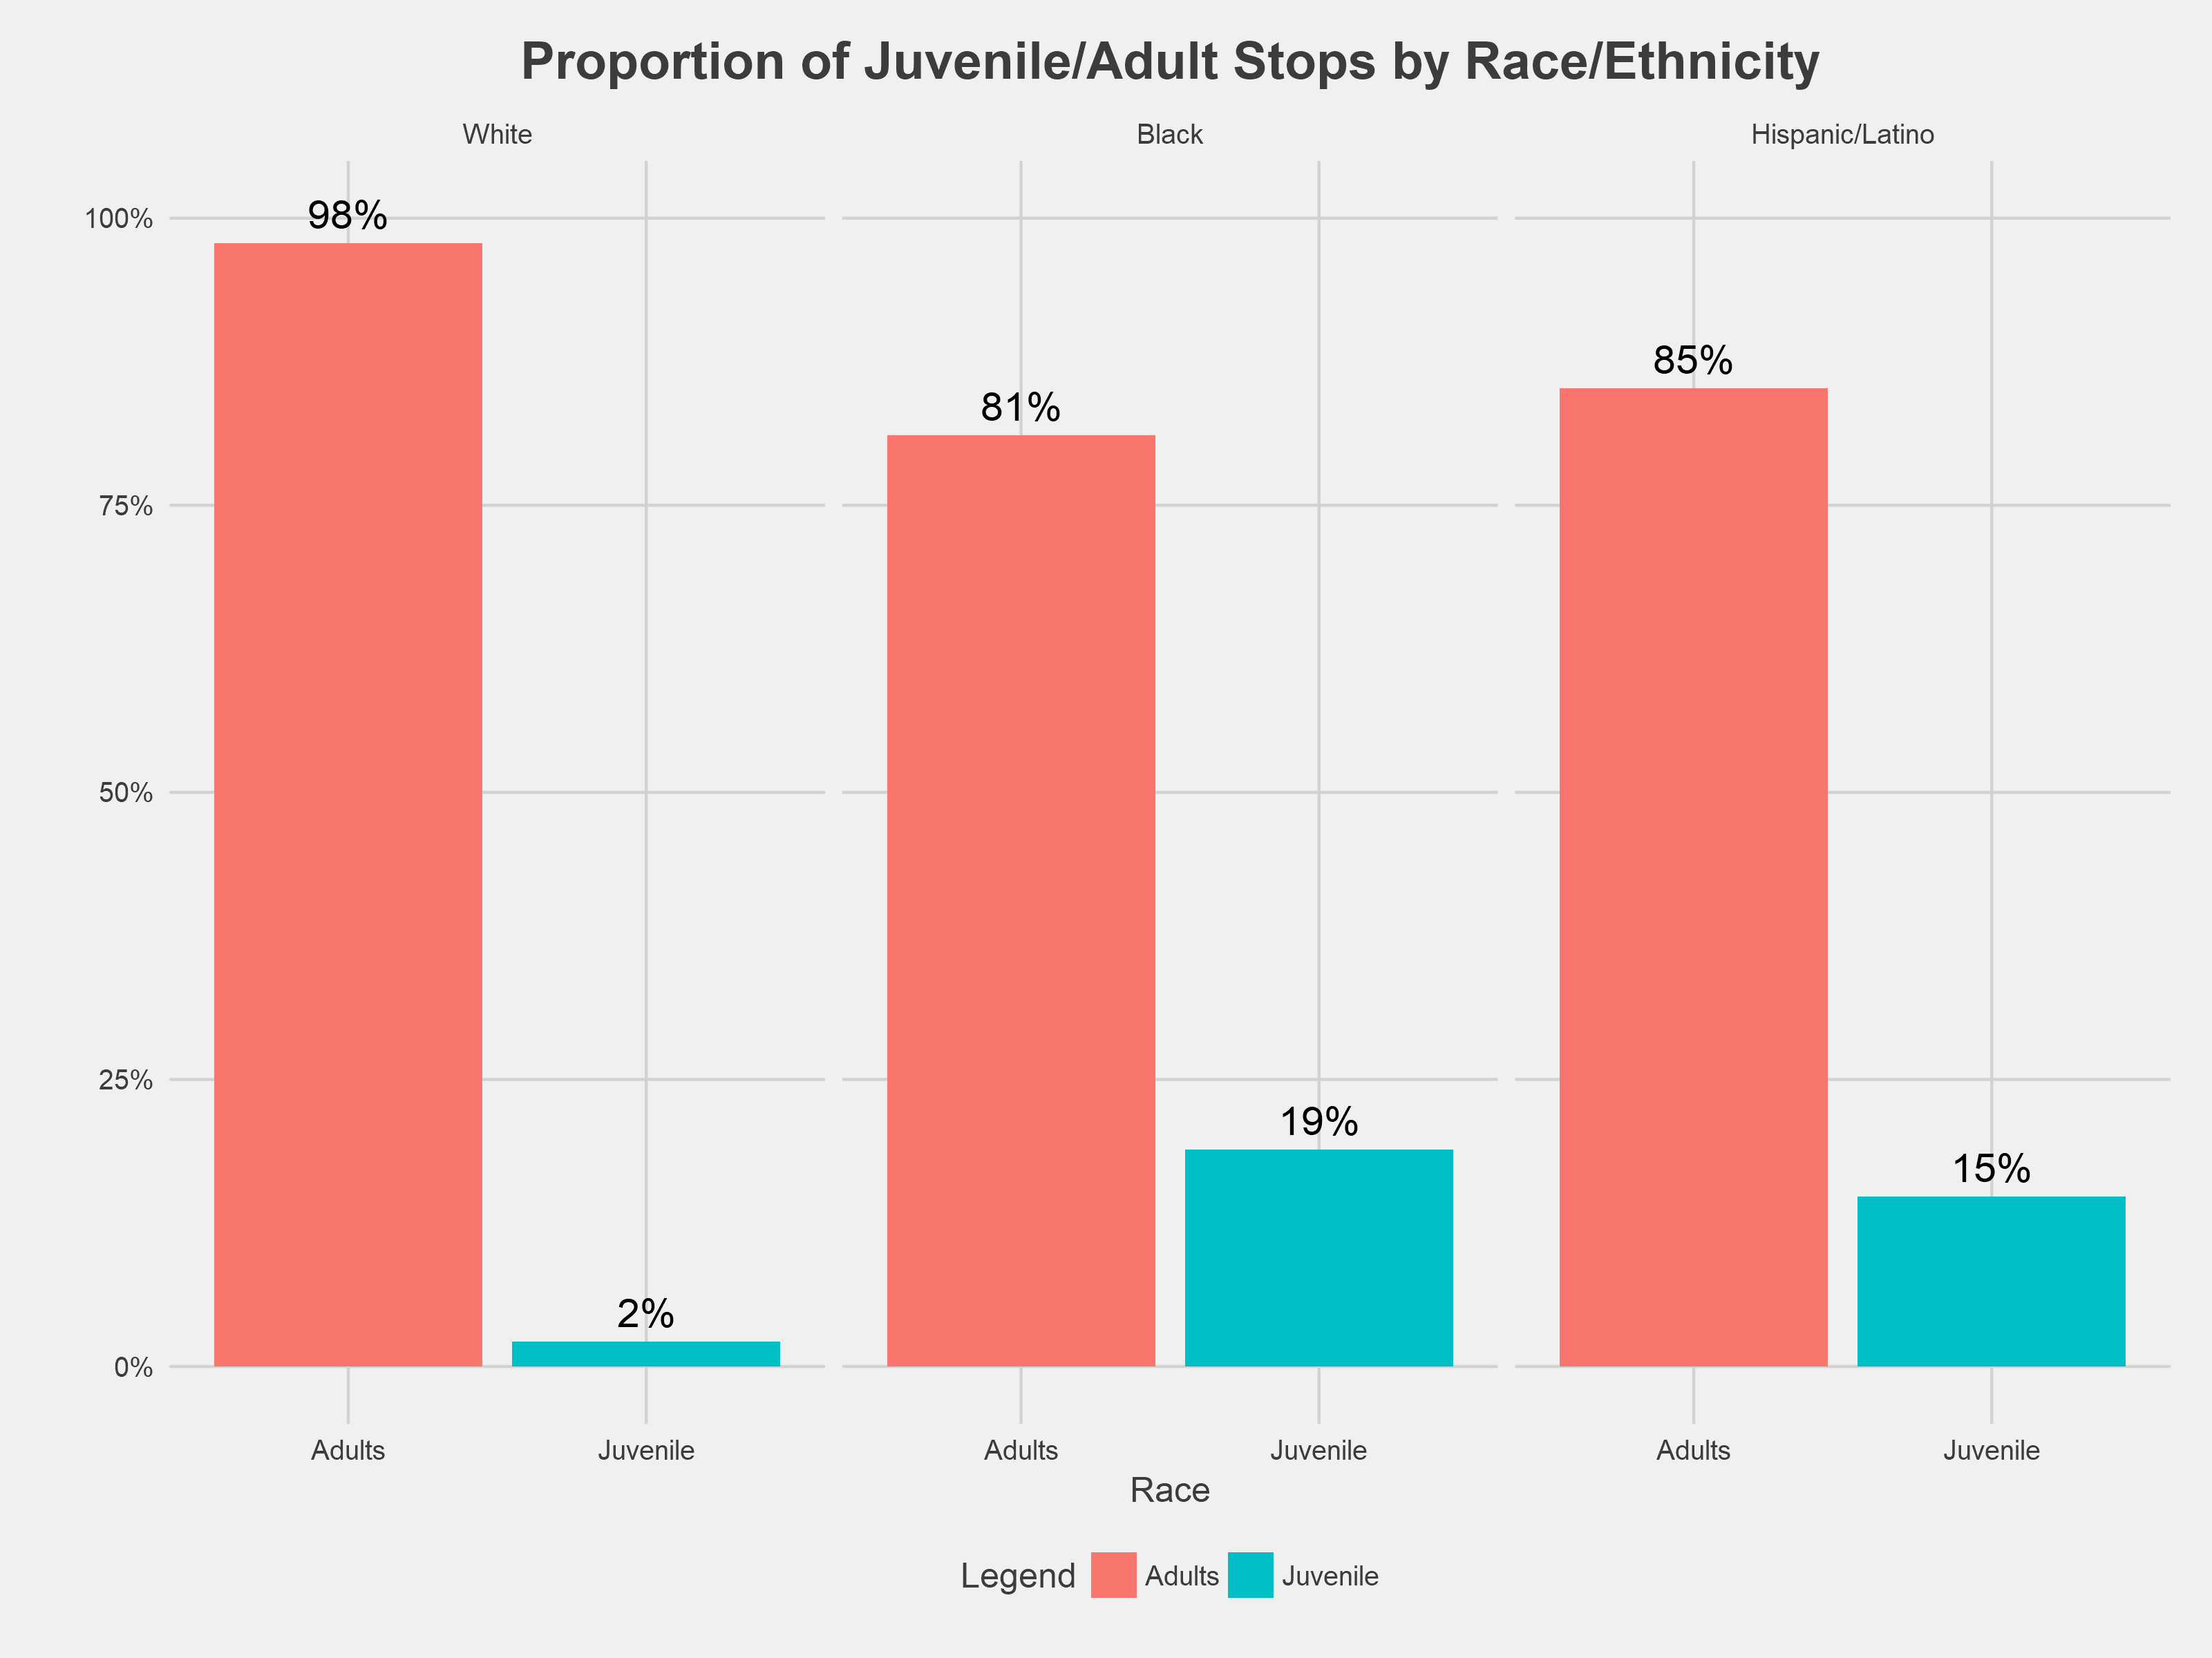 Proportion of Juvenile/Adult Stops by Race/Ethnicity
White Black Hispanic/Latino
100%
75%
50%
25%
0%
98%
2%
81%
19%
85%
15%
Adults Juvenile Adults Juvenile Adults Juvenile
Race
Legend Adults Juvenile